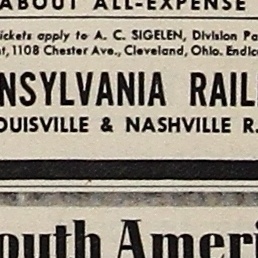 ABOUT ALL-EXPENSE
ickets apply to A. C. SIGELEN, Division Pa
nt, 1108 Chester Ave., Cleveland, Ohio. Endic
NSYLVANIA RAIL
OUISVILLE & NASHVILLE R.
outh Ameri